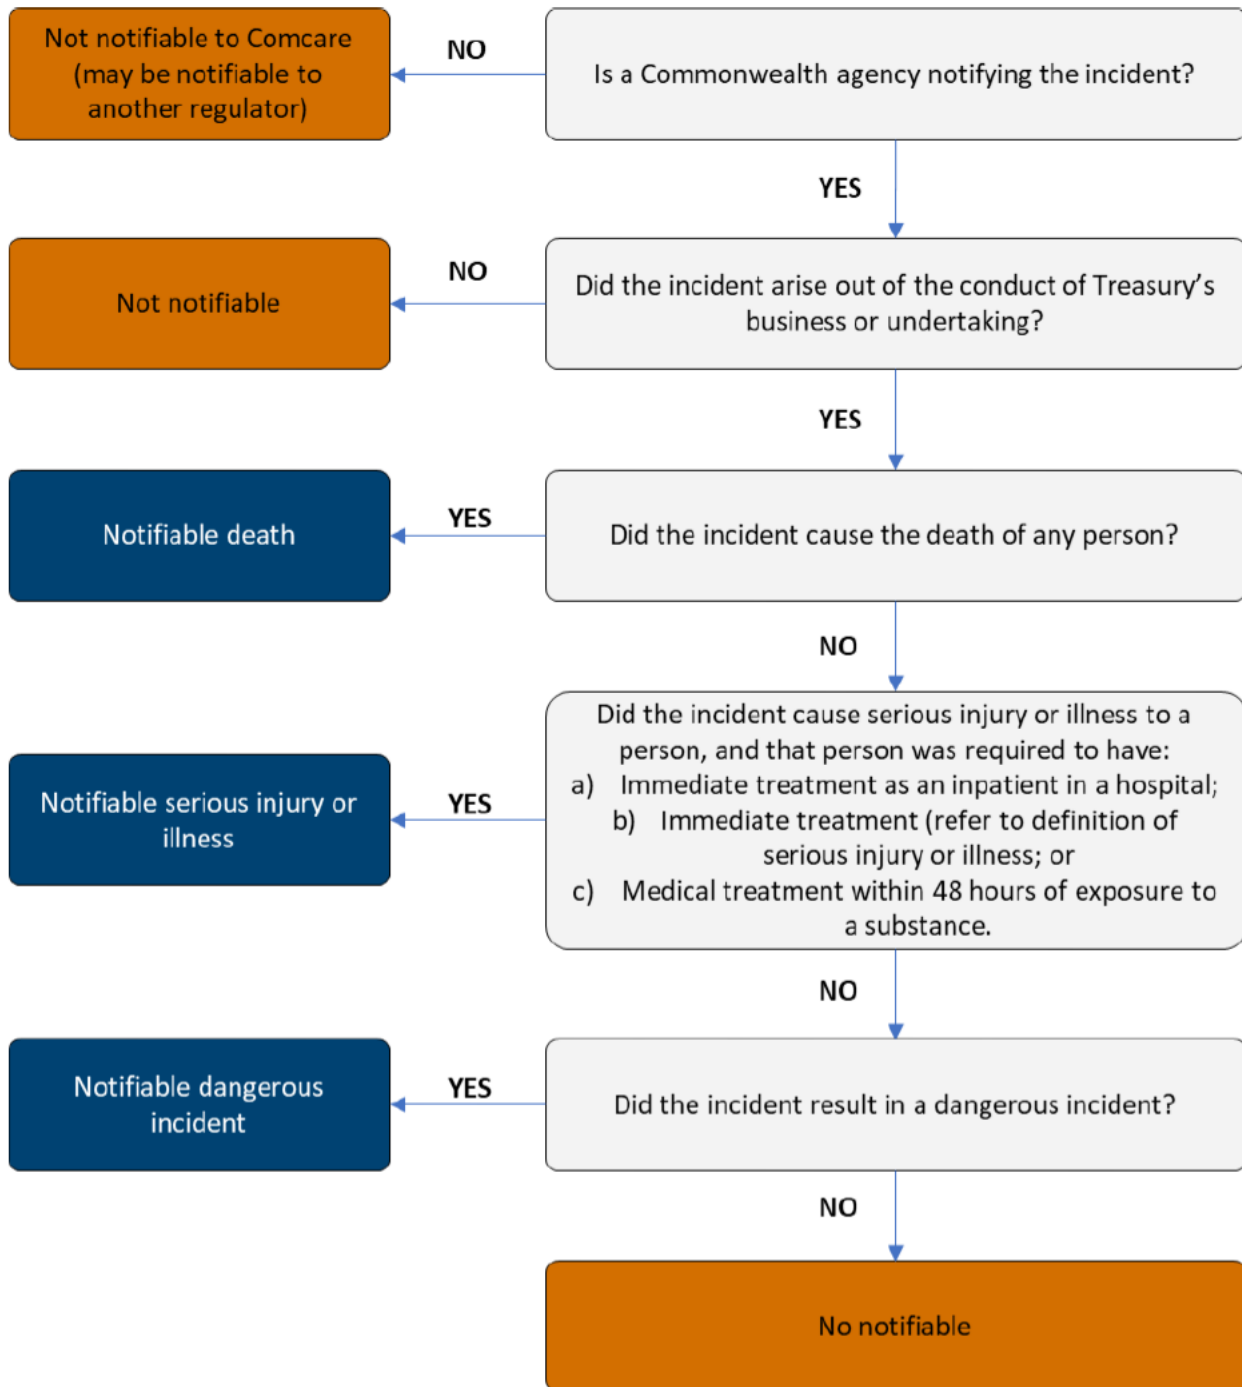 Not notifiable to Comcare
(may be notifiable to
another regulator)
NO
Is a Commonwealth agency notifying the incident?
YES
Not notifiable
NO
Did the incident arise out of the conduct of Treasury’s
business or undertaking?
YES
Notifiable death
YES
Did the incident cause the death of any person?
NO
Notifiable serious injury or
illness
YES
Did the incident cause serious injury or illness to a
person, and that person was required to have:
a) Immediate treatment as an inpatient in a hospital;
b) Immediate treatment (refer to definition of
serious injury or illness; or
c) Medical treatment within 48 hours of exposure to
a substance.
NO
Notifiable dangerous
incident
YES
Did the incident result in a dangerous incident?
NO
No notifiable